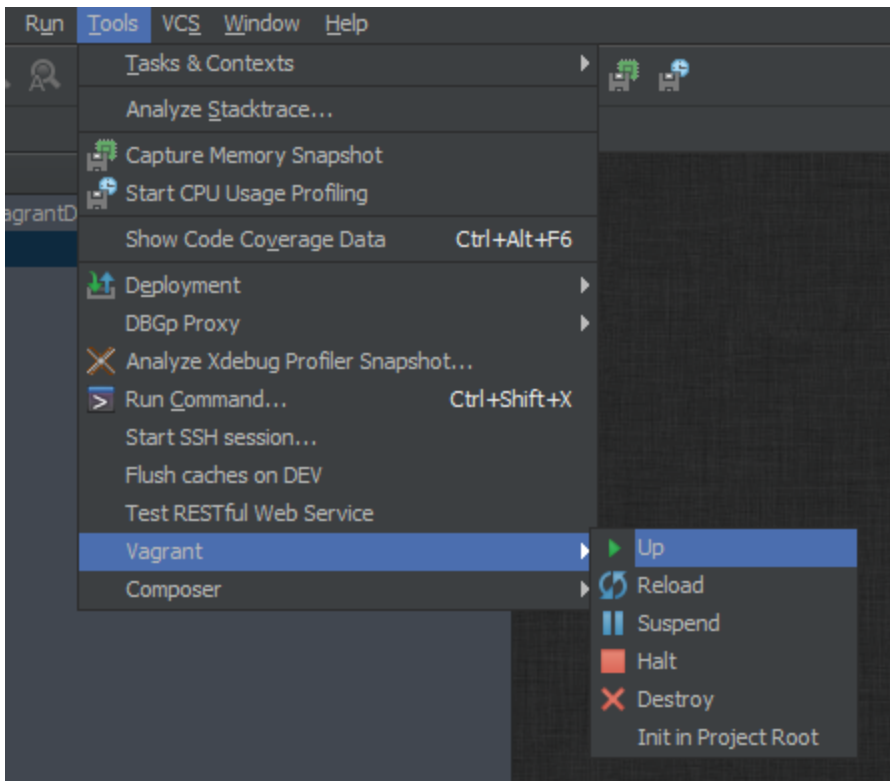 Run Tools VCS Window Help
Tasks & Contexts
Analyze Stacktrace...
Capture Memory Snapshot
Start CPU Usage Profiling
agrantD
Show Code Coverage Data Ctrl+Alt+F6
Deployment
DBGp Proxy
Analyze Xdebug Profiler Snapshot...
Run Command... Ctrl+Shift+X
Start SSH session...
Flush caches on DEV
Test RESTful Web Service
Vagrant
Composer
Up
Reload
Suspend
Halt
Destroy
Init in Project Root